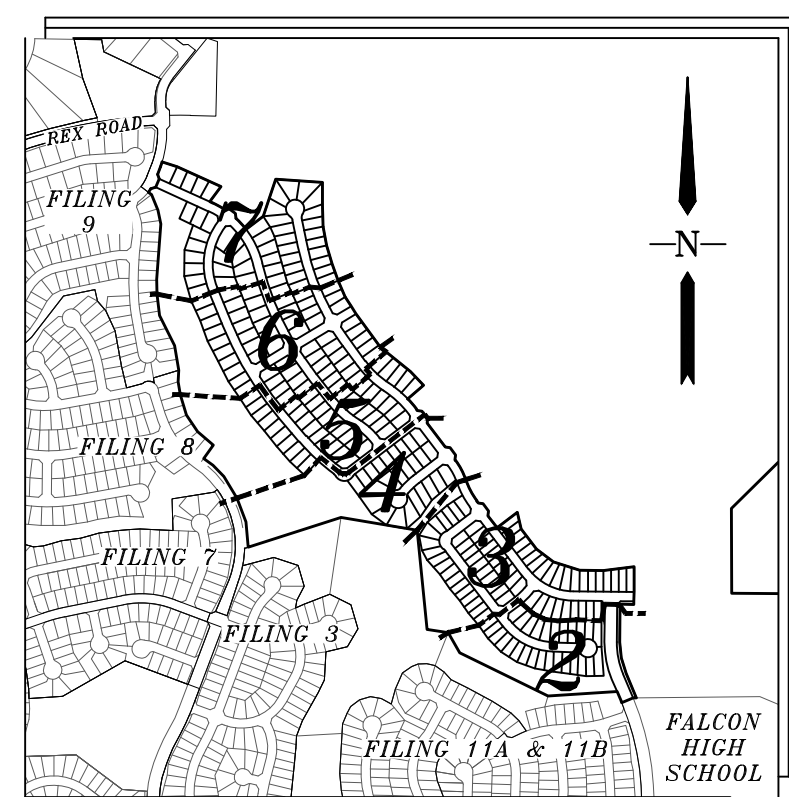 REX ROAD
FILING
9
7
N
6
5
FILING 8
4
3
FILING 7
FILING 3
2
FILING 11A & 11B
FALCON
HIGH
SCHOOL